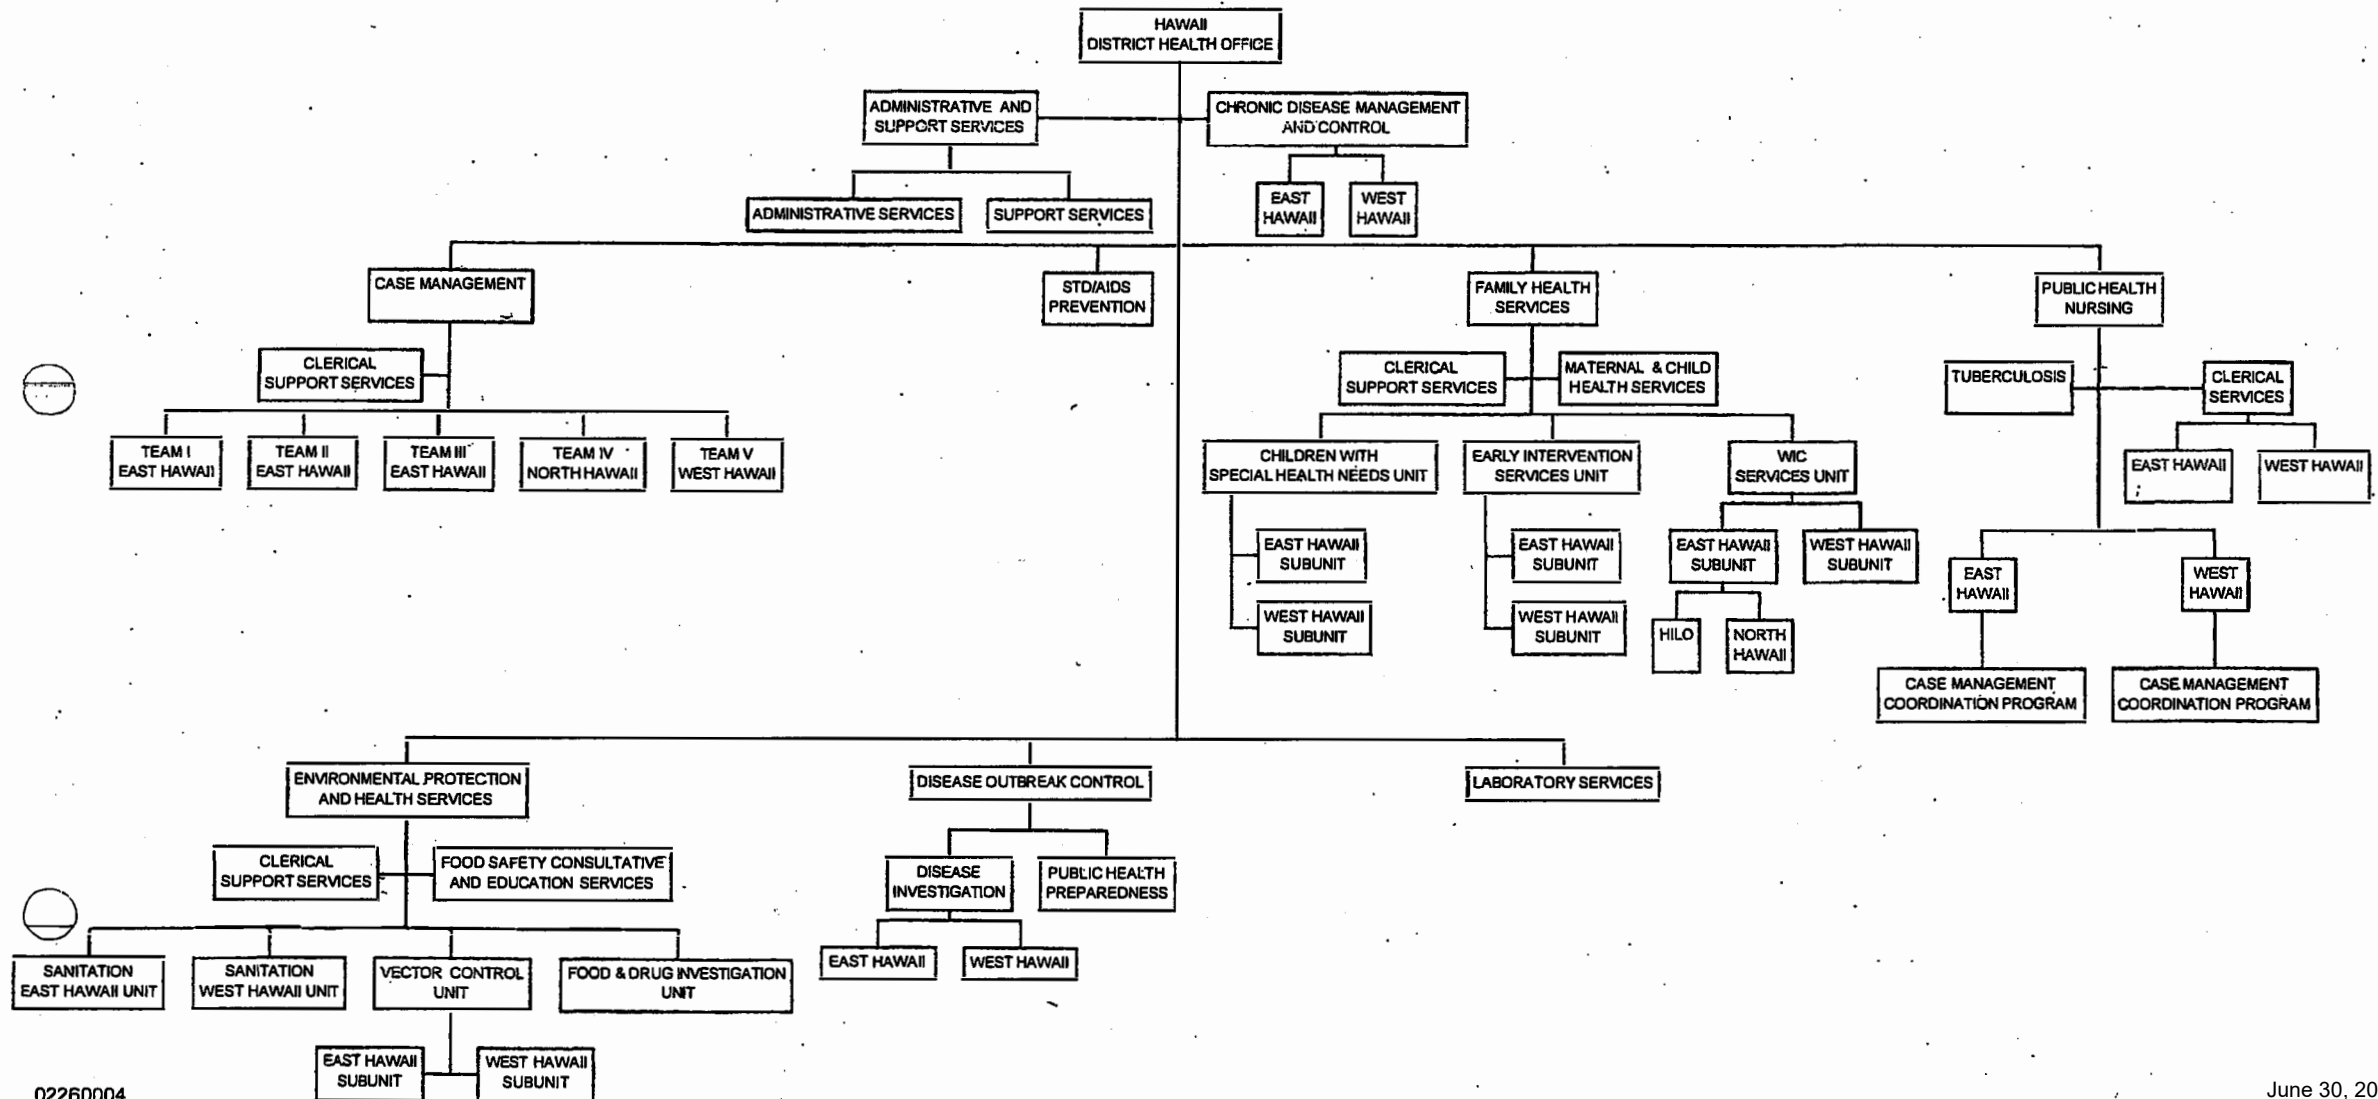 HAWAII
DISTRICT HEALTH OFFICE
ADMINISTRATIVE AND
SUPPORT SERVICES
CHRONIC DISEASE MANAGEMENT
AND CONTROL
ADMINISTRATIVE SERVICES
SUPPORT SERVICES
EAST
HAWAII
WEST
HAWAII
CASE MANAGEMENT
STD/AIDS
PREVENTION
FAMILY HEALTH
SERVICES
PUBLIC HEALTH
NURSING
CLERICAL
SUPPORT SERVICES
TEAM I
EAST HAWAII
TEAM II
EAST HAWAII
TEAM III
EAST HAWAII
TEAM IV
NORTH HAWAII
TEAM V
WEST HAWAII
CLERICAL
SUPPORT SERVICES
MATERNAL & CHILD
HEALTH SERVICES
CHILDREN WITH
SPECIAL HEALTH NEEDS UNIT
EAST HAWAII
SUBUNIT
WEST HAWAII
SUBUNIT
EARLY INTERVENTION
SERVICES UNIT
EAST HAWAII
SUBUNIT
WEST HAWAII
SUBUNIT
WIC
SERVICES UNIT
EAST HAWAII
SUBUNIT
WEST HAWAII
SUBUNIT
HILO
NORTH
HAWAII
TUBERCULOSIS
CLERICAL
SERVICES
EAST HAWAII
WEST HAWAII
EAST
HAWAII
WEST
HAWAII
CASE MANAGEMENT
COORDINATION PROGRAM
CASE MANAGEMENT
COORDINATION PROGRAM
ENVIRONMENTAL PROTECTION
AND HEALTH SERVICES
DISEASE OUTBREAK CONTROL
LABORATORY SERVICES
CLERICAL
SUPPORT SERVICES
FOOD SAFETY CONSULTATIVE
AND EDUCATION SERVICES
SANITATION
EAST HAWAII UNIT
SANITATION
WEST HAWAII UNIT
VECTOR CONTROL
UNIT
FOOD & DRUG INVESTIGATION
UNIT
EAST HAWAII
SUBUNIT
WEST HAWAII
SUBUNIT
DISEASE
INVESTIGATION
PUBLIC HEALTH
PREPAREDNESS
EAST HAWAII
WEST HAWAII
02260004
June 30, 20